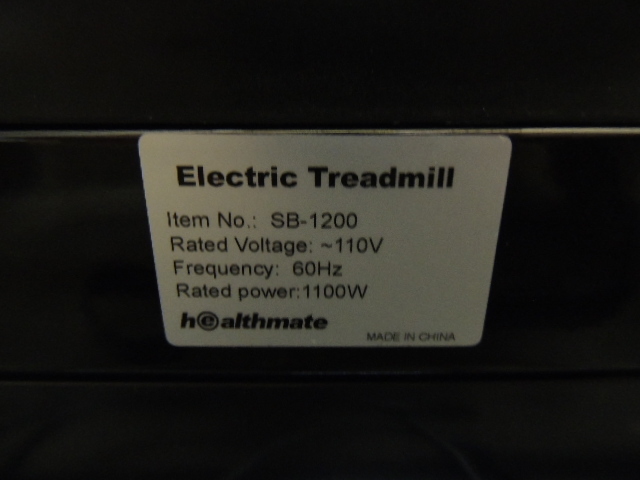 Electric Treadmill
Item No.: SB-1200
Rated Voltage: ~110V
Frequency: 60Hz
Rated power:1100W
healthmate
MADE IN CHINA